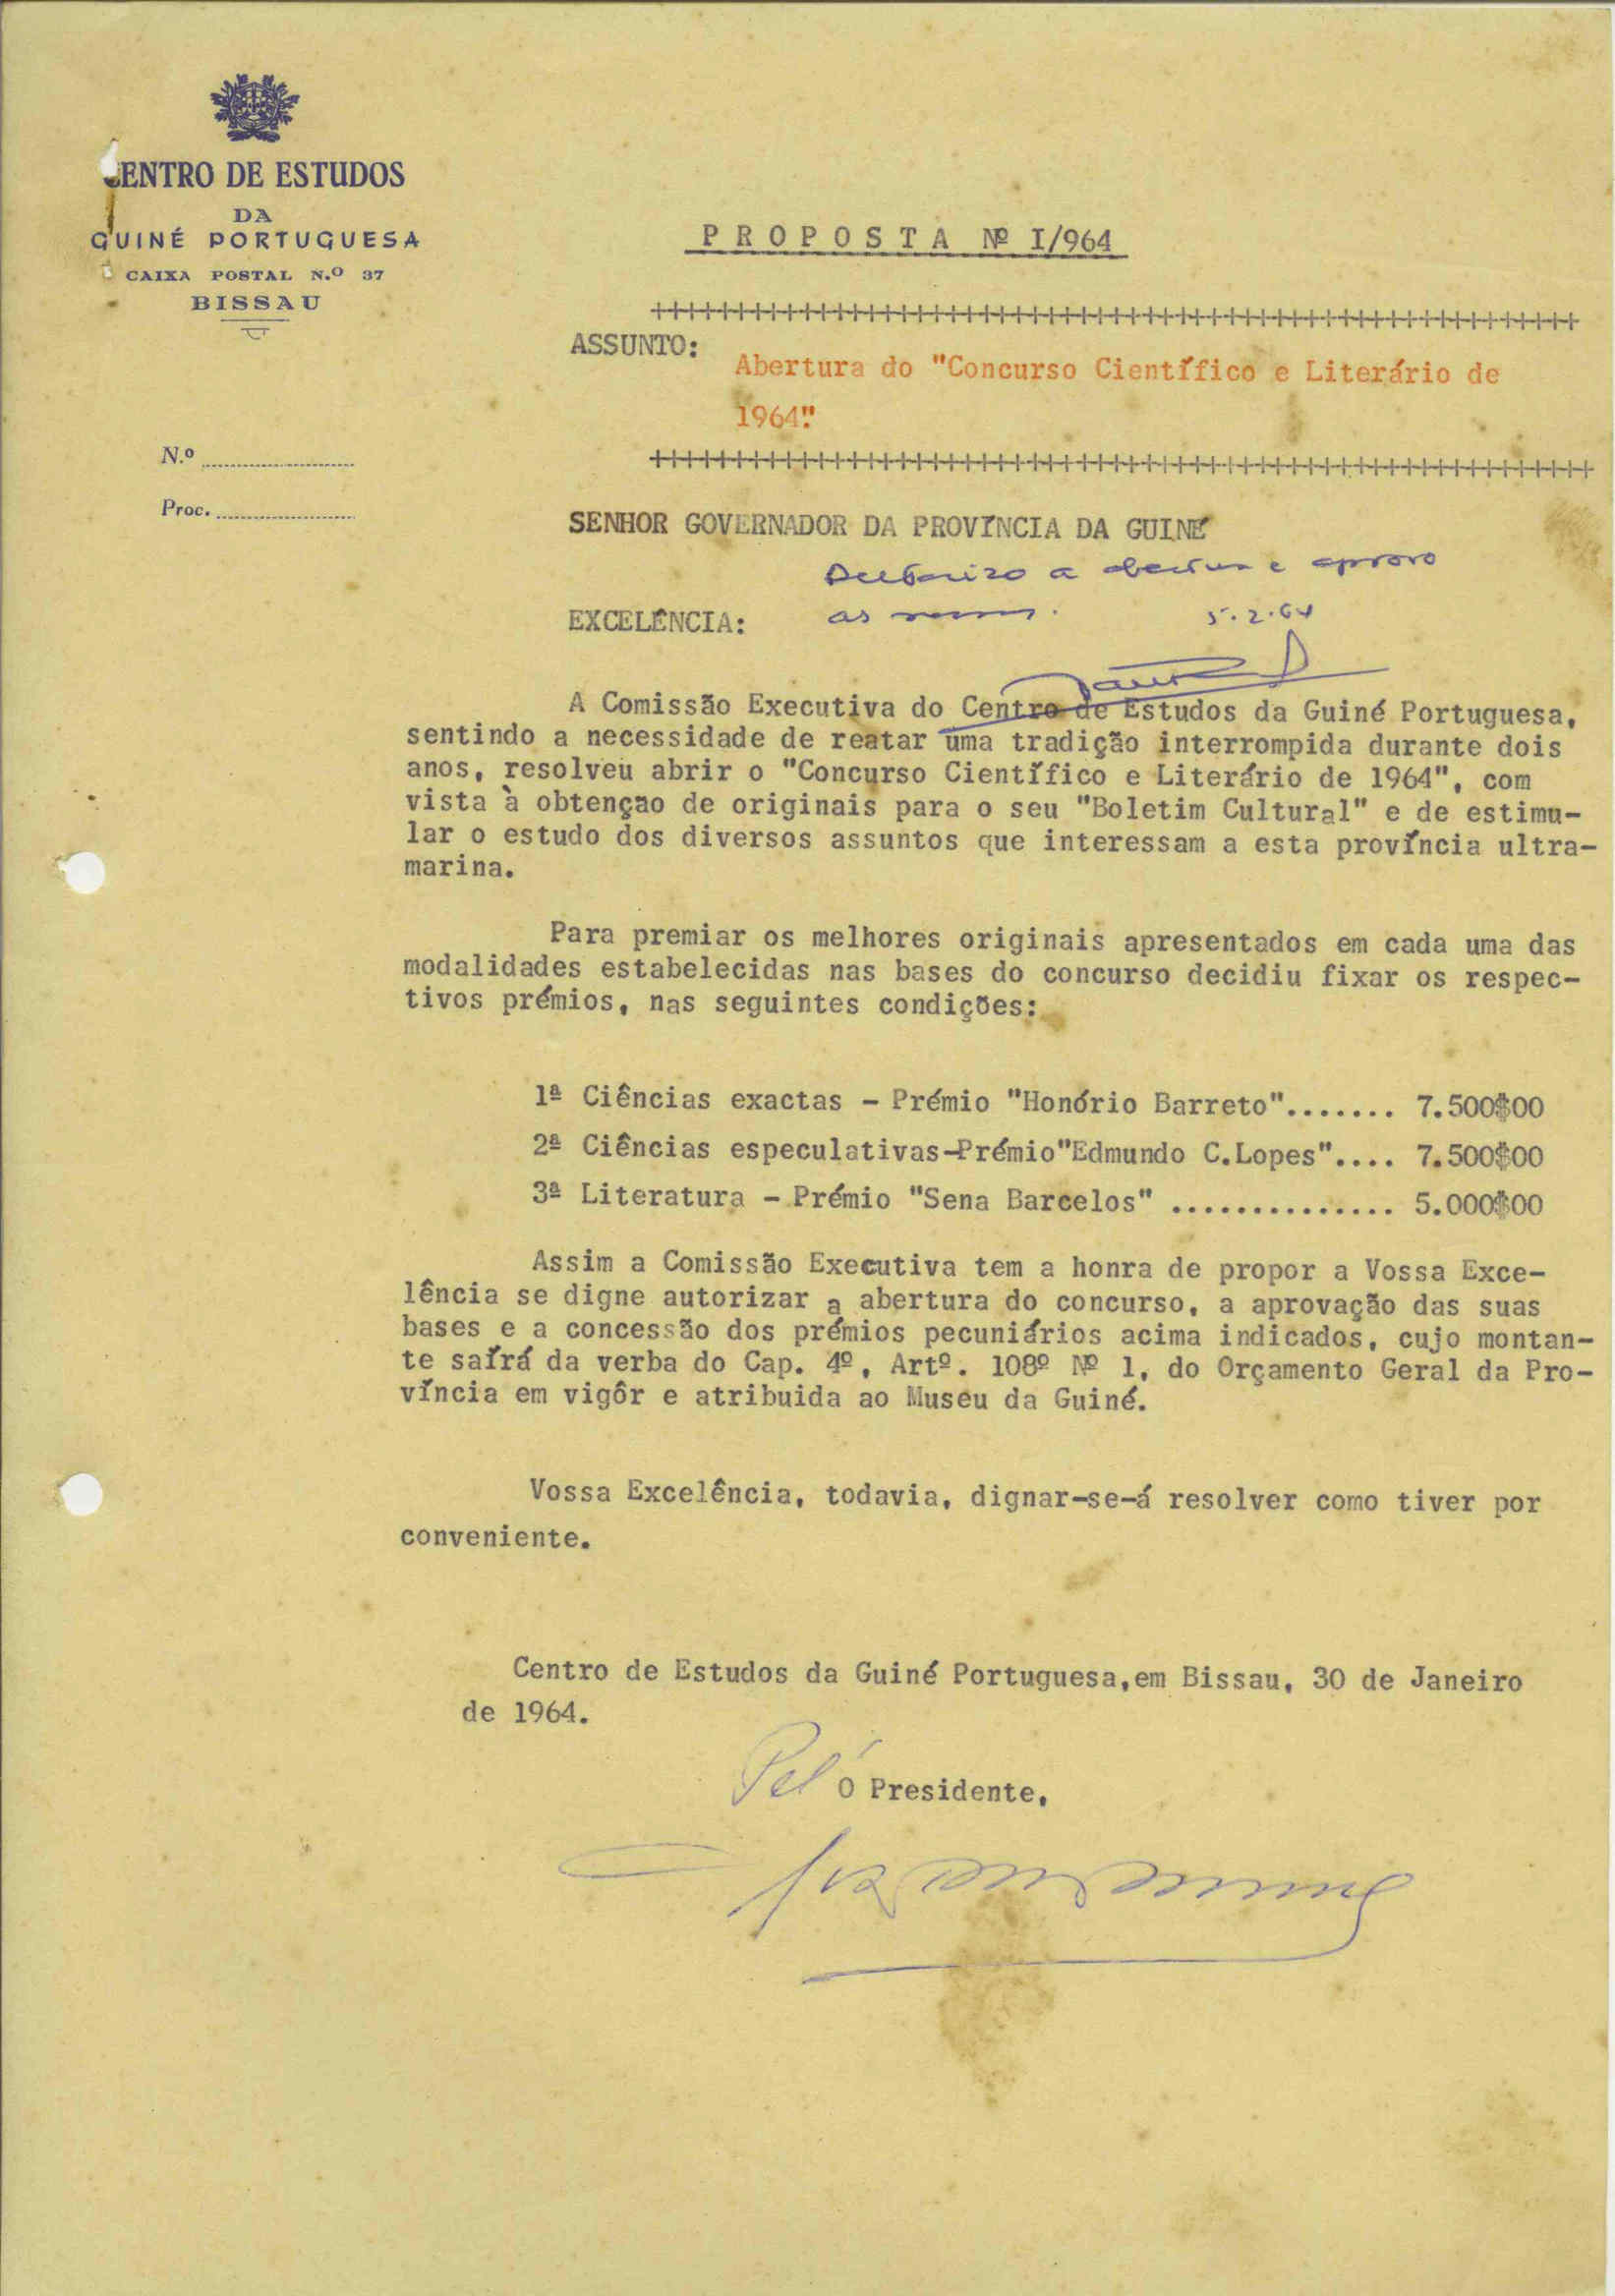 CENTRO DE ESTUDOS
DA
GUINÉ PORTUGUESA
CAIXA POSTAL N.º 37
BISSAU
PROPOSTA Nº I/964
++++++++++++++++++++++++++++++++++++++++++++++++++++++++
ASSUNTO:
Abertura do "Concurso Científico e Literário de
1964".
N.º
++++++++++++++++++++++++++++++++++++++++++++++++++++++++
Proc.
SENHOR GOVERNADOR DA PROVÍNCIA DA GUINÉ
Autorizo a abertura e aprovo
EXCELÊNCIA:
as 5.2.64
A Comissão Executiva do Centro de Estudos da Guiné Portuguesa,
sentindo a necessidade de reatar uma tradição interrompida durante dois
anos, resolveu abrir o "Concurso Científico e Literário de 1964", com
vista à obtençao de originais para o seu "Boletim Cultural" e de estimu-
lar o estudo dos diversos assuntos que interessam a esta província ultra-
marina.
Para premiar os melhores originais apresentados em cada uma das
modalidades estabelecidas nas bases do concurso decidiu fixar os respec-
tivos prémios, nas seguintes condições:
1ª Ciências exactas - Prémio "Honório Barreto"....... 7.500$00
2ª Ciências especulativas-Prémio"Edmundo C.Lopes".... 7.500$00
3ª Literatura - Prémio "Sena Barcelos" .............. 5.000$00
Assim a Comissão Executiva tem a honra de propor a Vossa Exce-
lência se digne autorizar a abertura do concurso, a aprovação das suas
bases e a concessão dos prémios pecuniários acima indicados, cujo montan-
te saírá da verba do Cap. 4º, Artº. 108º Nº 1, do Orçamento Geral da Pro-
víncia em vigôr e atribuida ao Museu da Guiné.
Vossa Excelência, todavia, dignar-se-á resolver como tiver por
conveniente.
Centro de Estudos da Guiné Portuguesa,em Bissau, 30 de Janeiro
de 1964.
Pel' O Presidente,